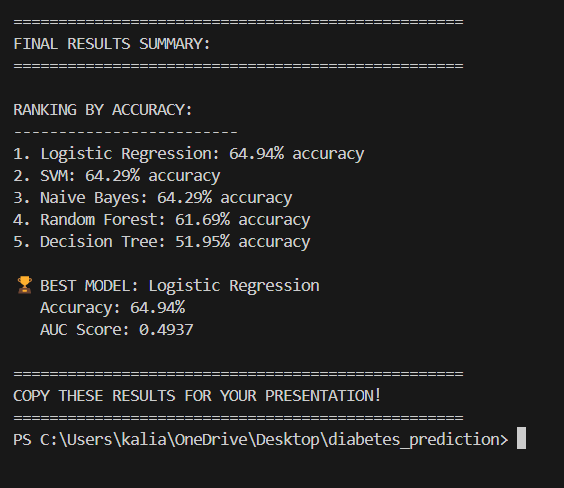 ==================================================
FINAL RESULTS SUMMARY:
==================================================
RANKING BY ACCURACY:
-------------------------
1. Logistic Regression: 64.94% accuracy
2. SVM: 64.29% accuracy
3. Naive Bayes: 64.29% accuracy
4. Random Forest: 61.69% accuracy
5. Decision Tree: 51.95% accuracy
🏆 BEST MODEL: Logistic Regression
Accuracy: 64.94%
AUC Score: 0.4937
==================================================
COPY THESE RESULTS FOR YOUR PRESENTATION!
==================================================
PS C:\Users\kalia\OneDrive\Desktop\diabetes_prediction>